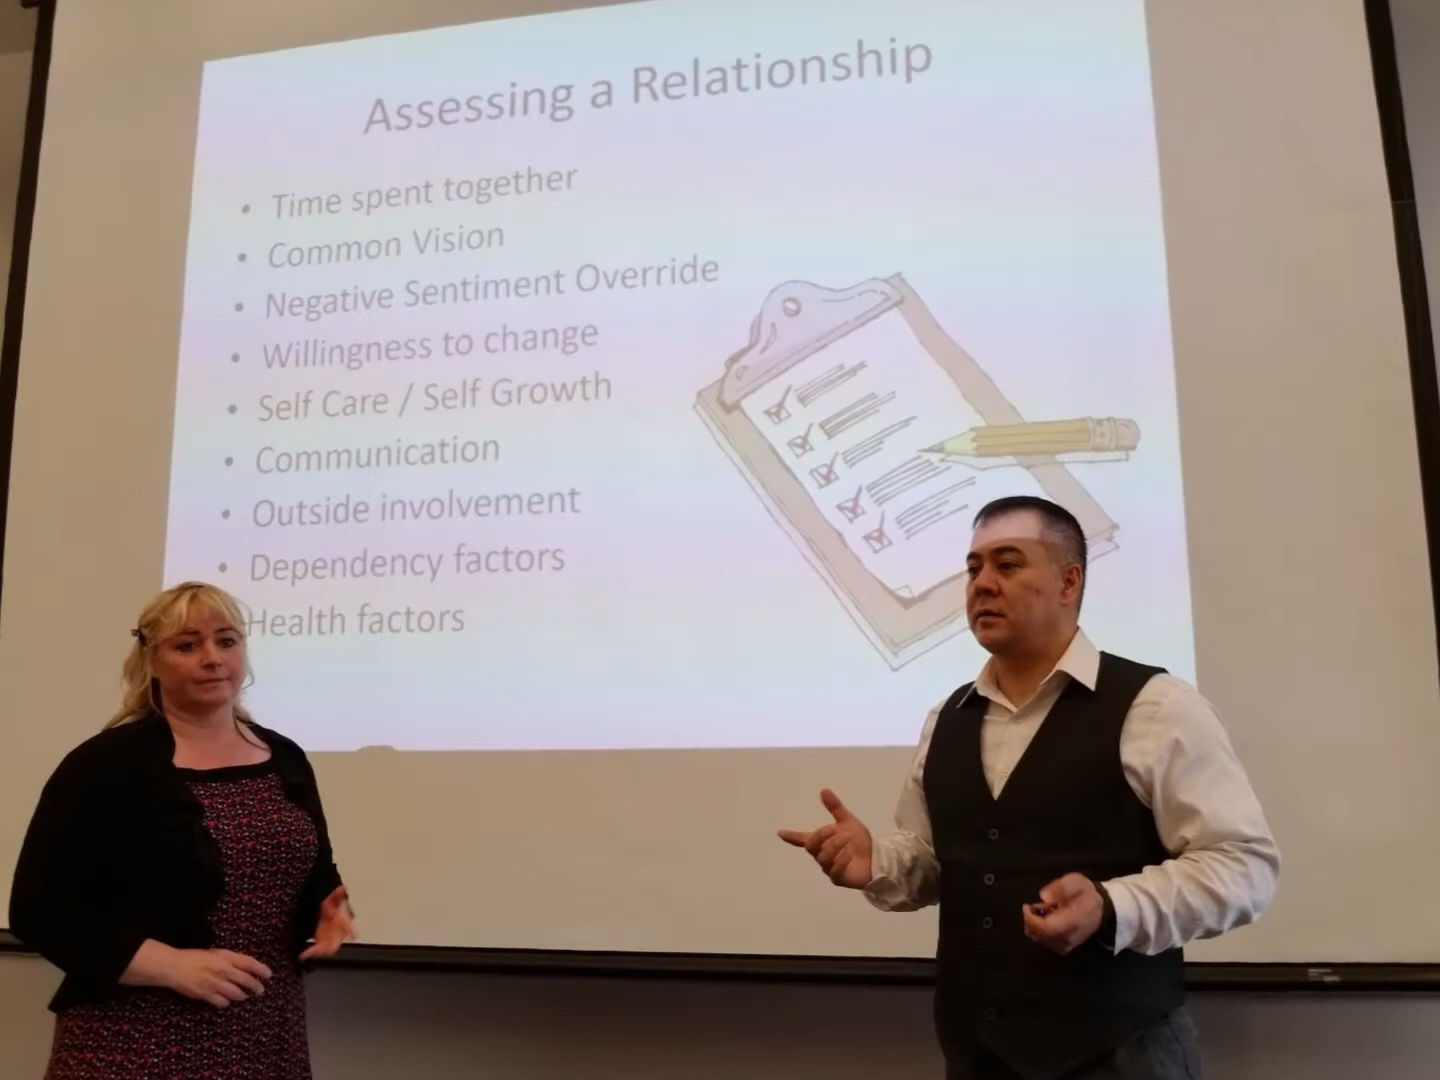 Assessing a Relationship
• Time spent together
• Common Vision
• Negative Sentiment Override
• Willingness to change
• Self Care / Self Growth
• Communication
• Outside involvement
• Dependency factors
Health factors